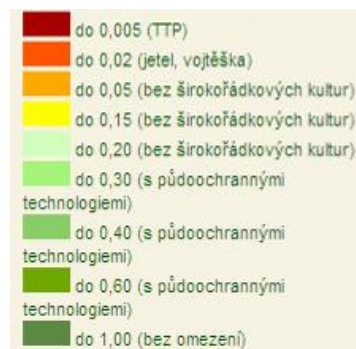 do 0,005 (TTP)
do 0,02 (jetel, vojtěška)
do 0,05 (bez širokořádkových kultur)
do 0,15 (bez širokořádkových kultur)
do 0,20 (bez širokořádkových kultur)
do 0,30 (s půdoochrannými
technologiemi)
do 0,40 (s půdoochrannými
technologiemi)
do 0,60 (s půdoochrannými
technologiemi)
do 1,00 (bez omezení)